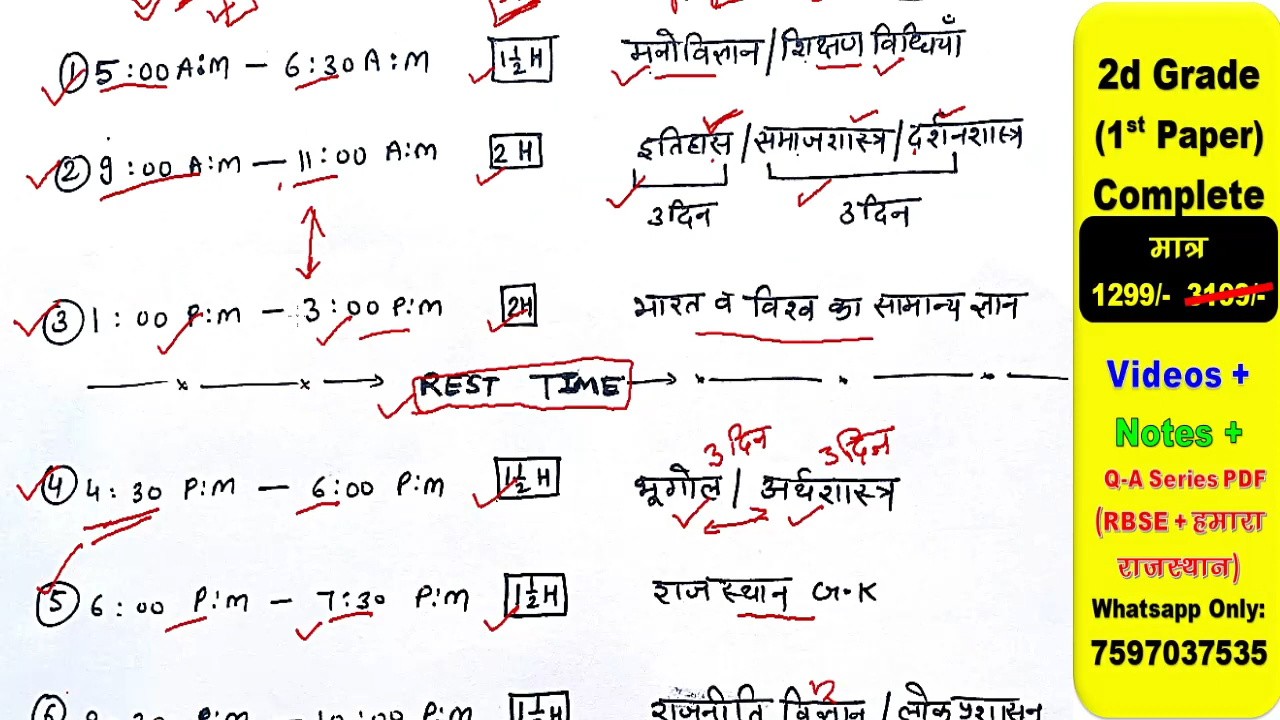 ① 5:00 A:M – 6:30 A:M 1½ H मनोविज्ञान/शिक्षण विधियाँ
② 9:00 A:M – 11:00 A:M 2 H इतिहास/समाजशास्त्र/दर्शनशास्त्र
3 दिन 3 दिन
③ 1:00 P:M – 3:00 P:M 2H भारत व विश्व का सामान्य ज्ञान
REST TIME
3 दिन 3 दिन
④ 4:30 P:M – 6:00 P:M 1½ H भूगोल/अर्थशास्त्र
⑤ 6:00 P:M – 7:30 P:M 1½ H राजस्थान G.K
राजनीति विज्ञान/लोक प्रशासन
2d Grade
(1st Paper)
Complete
मात्र
1299/- 3199/-
Videos +
Notes +
Q-A Series PDF
(RBSE + हमारा
राजस्थान)
Whatsapp Only:
7597037535